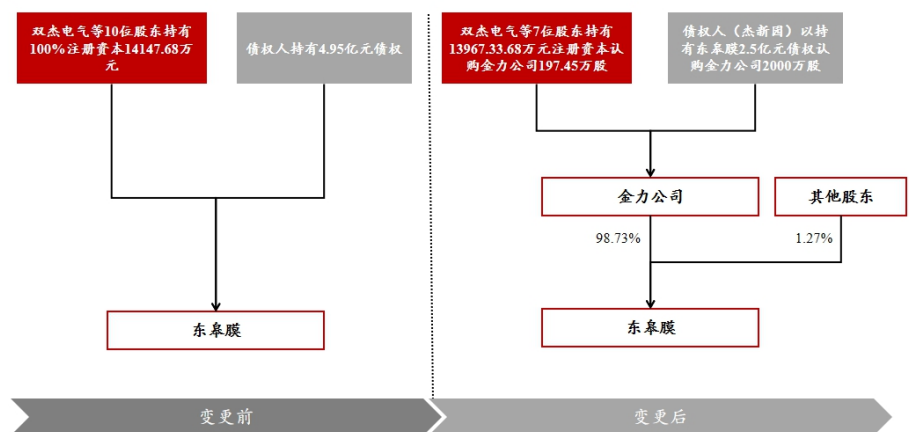 双杰电气等10位股东持有
100%注册资本14147.68万
元
债权人持有4.95亿元债权
双杰电气等7位股东持有
13967.33.68万元注册资本认
购金力公司197.45万股
债权人（杰新园）以持
有东皋膜2.5亿元债权认
购金力公司2000万股
金力公司
其他股东
98.73%
1.27%
东皋膜
东皋膜
变更前
变更后